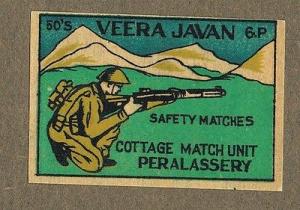 50'S VEERA JAVAN 6.P.
SAFETY MATCHES
COTTAGE MATCH UNIT
PERALASSERY